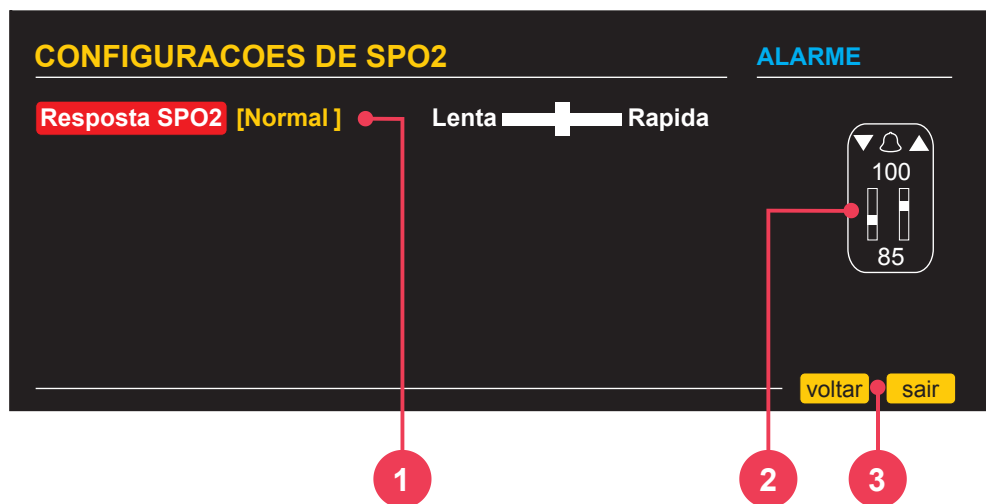 CONFIGURACOES DE SPO2
ALARME
Resposta SPO2 [Normal ] Lenta Rapida
100
85
voltar sair
1 2 3